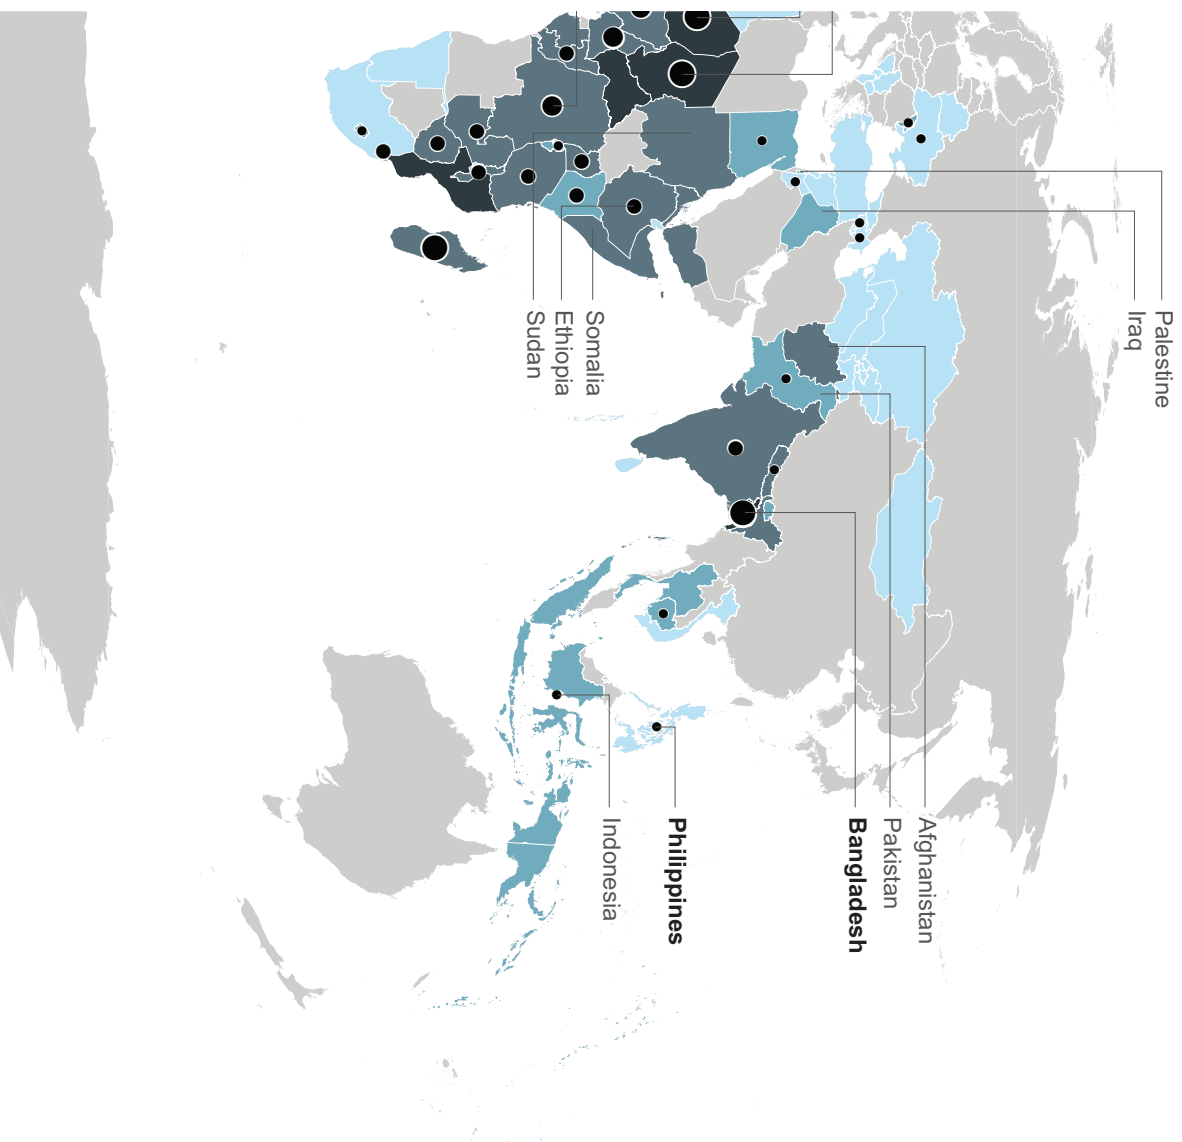 Palestine
Iraq
Somalia
Ethiopia
Sudan
Afghanistan
Pakistan
Bangladesh
Philippines
Indonesia